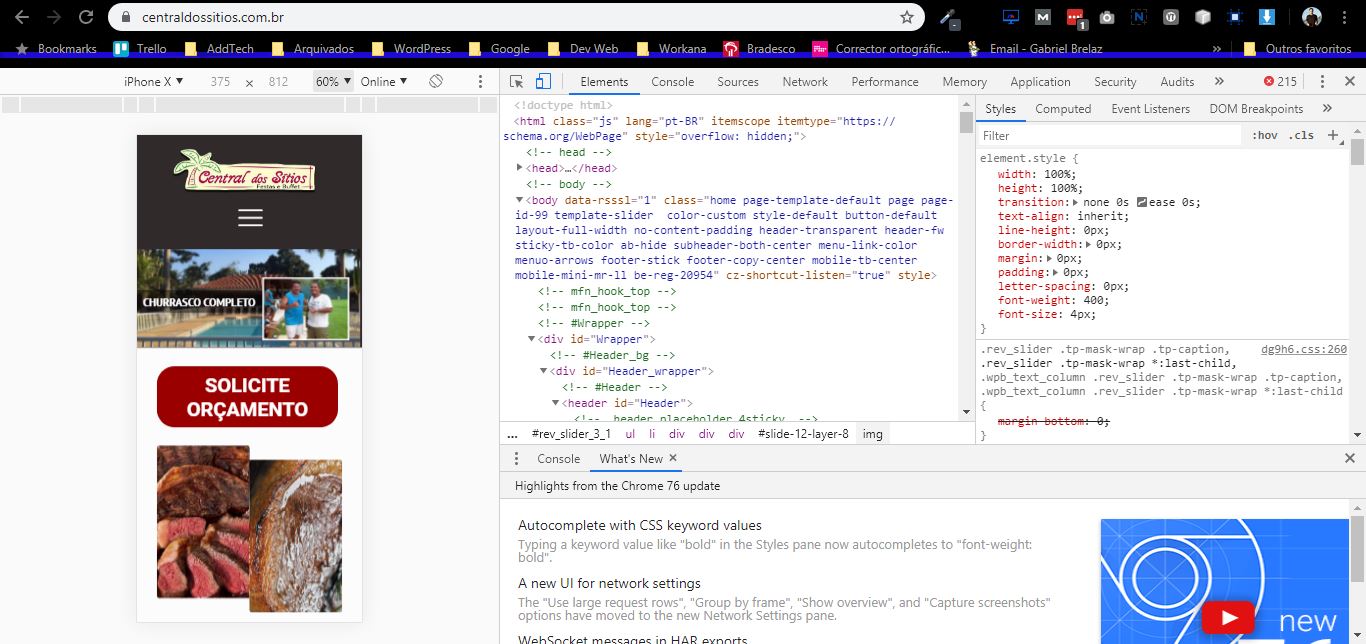 centraldossitios.com.br
1
Bookmarks Trello AddTech Arquivados WordPress Google Dev Web Workana Bradesco Corrector ortográfic... Email - Gabriel Brelaz » Outros favoritos
iPhone X ▼ 375 x 812 60% ▼ Online ▼
Elements Console Sources Network Performance Memory Application Security Audits » 215
Central dos Sítios
Festas e Buffet
CHURRASCO COMPLETO
SOLICITE
ORÇAMENTO
<!doctype html>
<html class="js" lang="pt-BR" itemscope itemtype="https://
schema.org/WebPage" style="overflow: hidden;">
<!-- head -->
▶<head>…</head>
<!-- body -->
▼<body data-rsssl="1" class="home page-template-default page page-
id-99 template-slider  color-custom style-default button-default
layout-full-width no-content-padding header-transparent header-fw
sticky-tb-color ab-hide subheader-both-center menu-link-color
menuo-arrows footer-stick footer-copy-center mobile-tb-center
mobile-mini-mr-ll be-reg-20954" cz-shortcut-listen="true" style>
<!-- mfn_hook_top -->
<!-- mfn_hook_top -->
<!-- #Wrapper -->
▼<div id="Wrapper">
<!-- #Header_bg -->
▼<div id="Header_wrapper">
<!-- #Header -->
▼<header id="Header">
<!-- .header_placeholder 4sticky -->
... #rev_slider_3_1 ul li div div div #slide-12-layer-8 img
Styles Computed Event Listeners DOM Breakpoints »
Filter :hov .cls +
element.style {
width: 100%;
height: 100%;
transition:▶ none 0s ease 0s;
text-align: inherit;
line-height: 0px;
border-width:▶ 0px;
margin:▶ 0px;
padding:▶ 0px;
letter-spacing: 0px;
font-weight: 400;
font-size: 4px;
}
.rev_slider .tp-mask-wrap .tp-caption, dg9h6.css:260
.rev_slider .tp-mask-wrap *:last-child,
.wpb_text_column .rev_slider .tp-mask-wrap .tp-caption,
.wpb_text_column .rev_slider .tp-mask-wrap *:last-child
{
margin-bottom: 0;
}
Console What's New ×
Highlights from the Chrome 76 update
Autocomplete with CSS keyword values
Typing a keyword value like "bold" in the Styles pane now autocompletes to "font-weight:
bold".
A new UI for network settings
The "Use large request rows", "Group by frame", "Show overview", and "Capture screenshots"
options have moved to the new Network Settings pane.
WebSocket messages in HAR exports
new